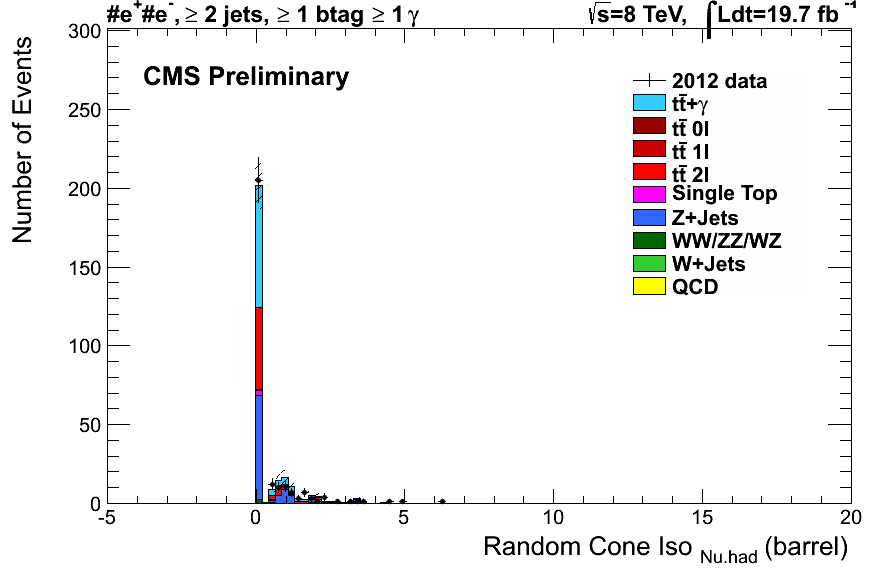 #e+#e-, ≥ 2 jets, ≥ 1 btag ≥ 1 γ
√s=8 TeV, ∫Ldt=19.7 fb-1
CMS Preliminary
2012 data
tt̄+γ
tt̄ 0l
tt̄ 1l
tt̄ 2l
Single Top
Z+Jets
WW/ZZ/WZ
W+Jets
QCD
Number of Events
300
250
200
150
100
50
0
-5 0 5 10 15 20
Random Cone Iso Nu.had (barrel)